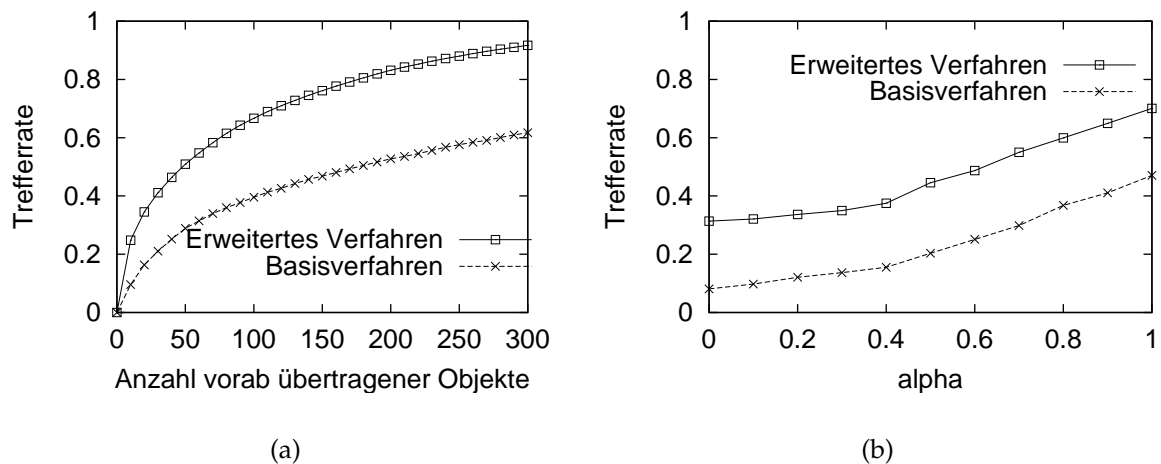 1
0.8
0.6
0.4
0.2
0
Trefferrate
Erweitertes Verfahren
Basisverfahren
0 50 100 150 200 250 300
Anzahl vorab übertragener Objekte
(a)
1
0.8
0.6
0.4
0.2
0
Trefferrate
Erweitertes Verfahren
Basisverfahren
0 0.2 0.4 0.6 0.8 1
alpha
(b)